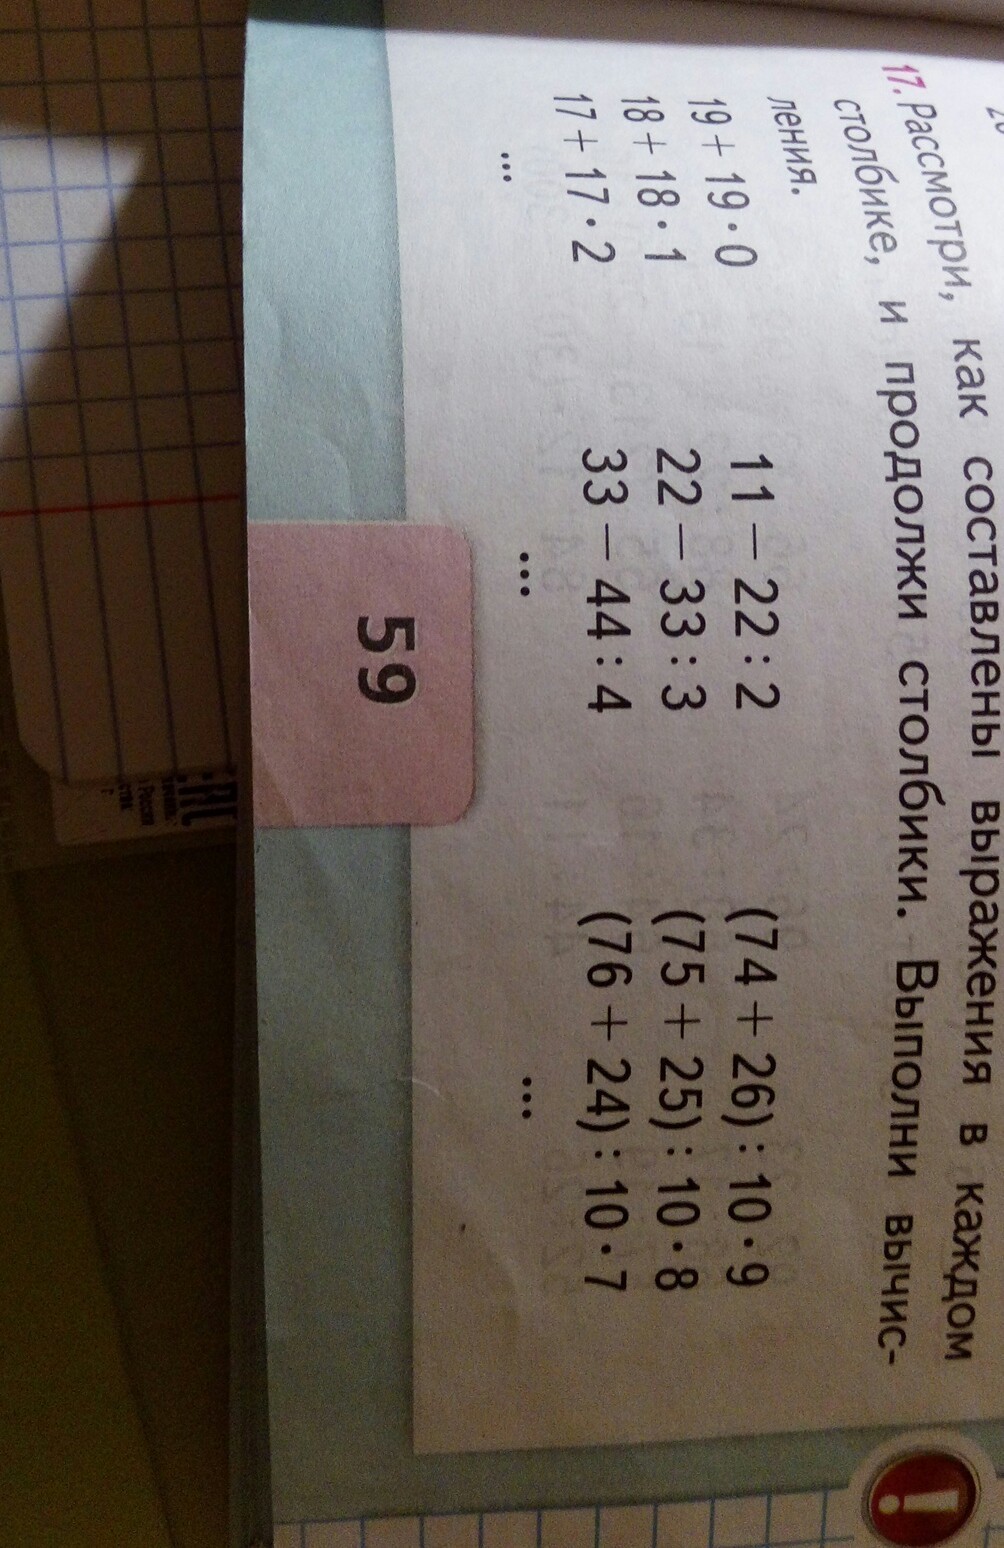 17. Рассмотри, как составлены выражения в каждом
столбике, и продолжи столбики. Выполни вычис-
ления.
19 + 19 · 0 11 − 22 : 2 (74 + 26) : 10 · 9
18 + 18 · 1 22 − 33 : 3 (75 + 25) : 10 · 8
17 + 17 · 2 33 − 44 : 4 (76 + 24) : 10 · 7
... ... ...
59
!